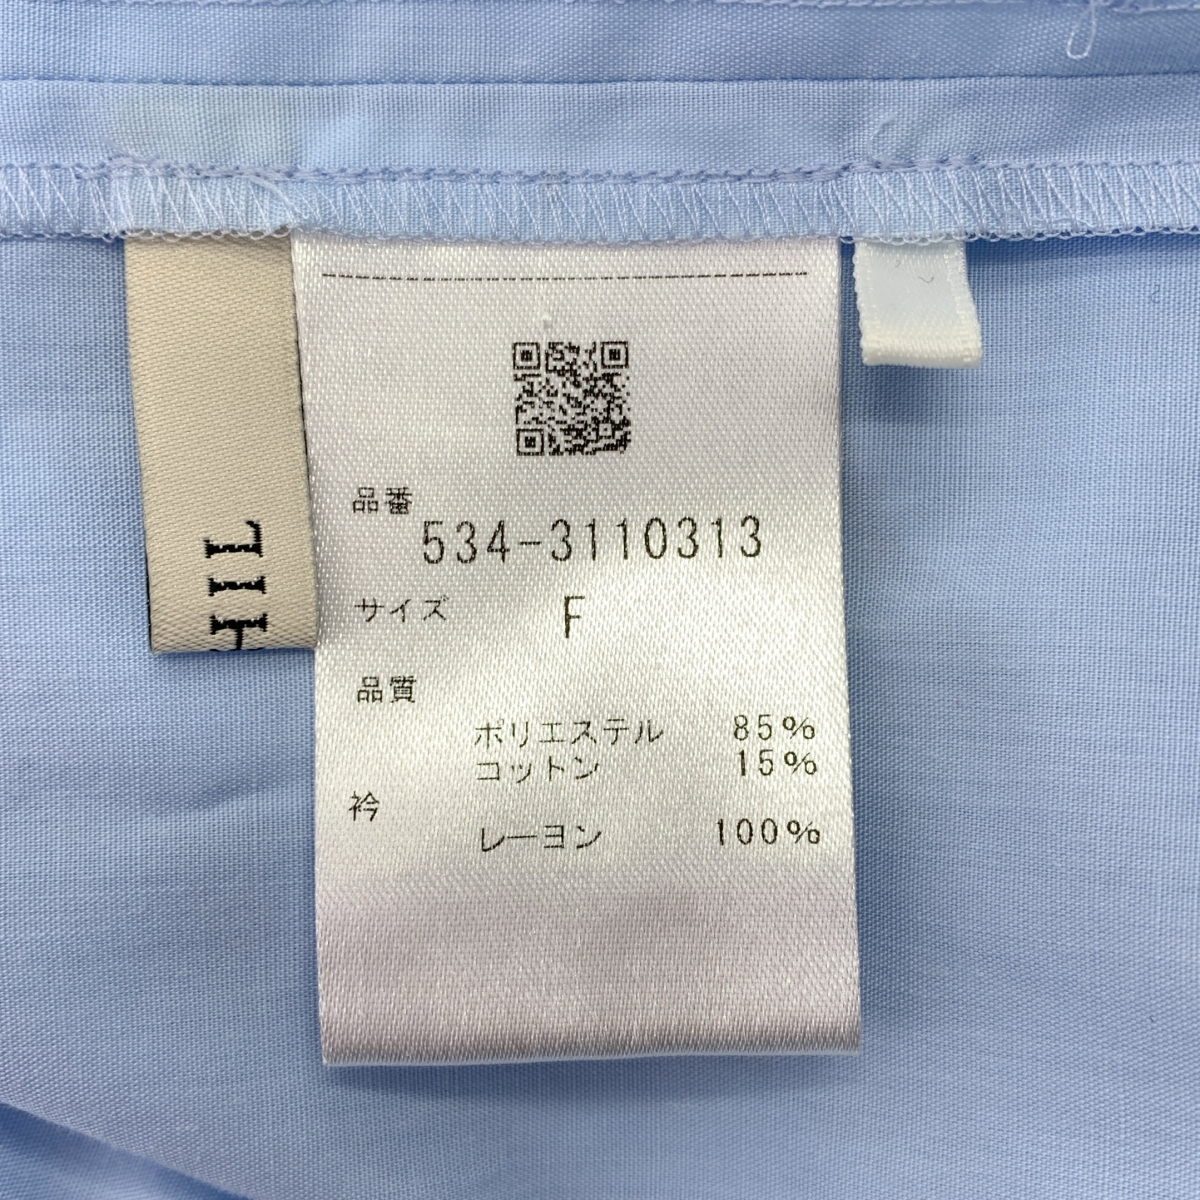 品番
534-3110313
サイズ F
品質
ポリエステル 85%
コットン 15%
衿
レーヨン 100%
HIL